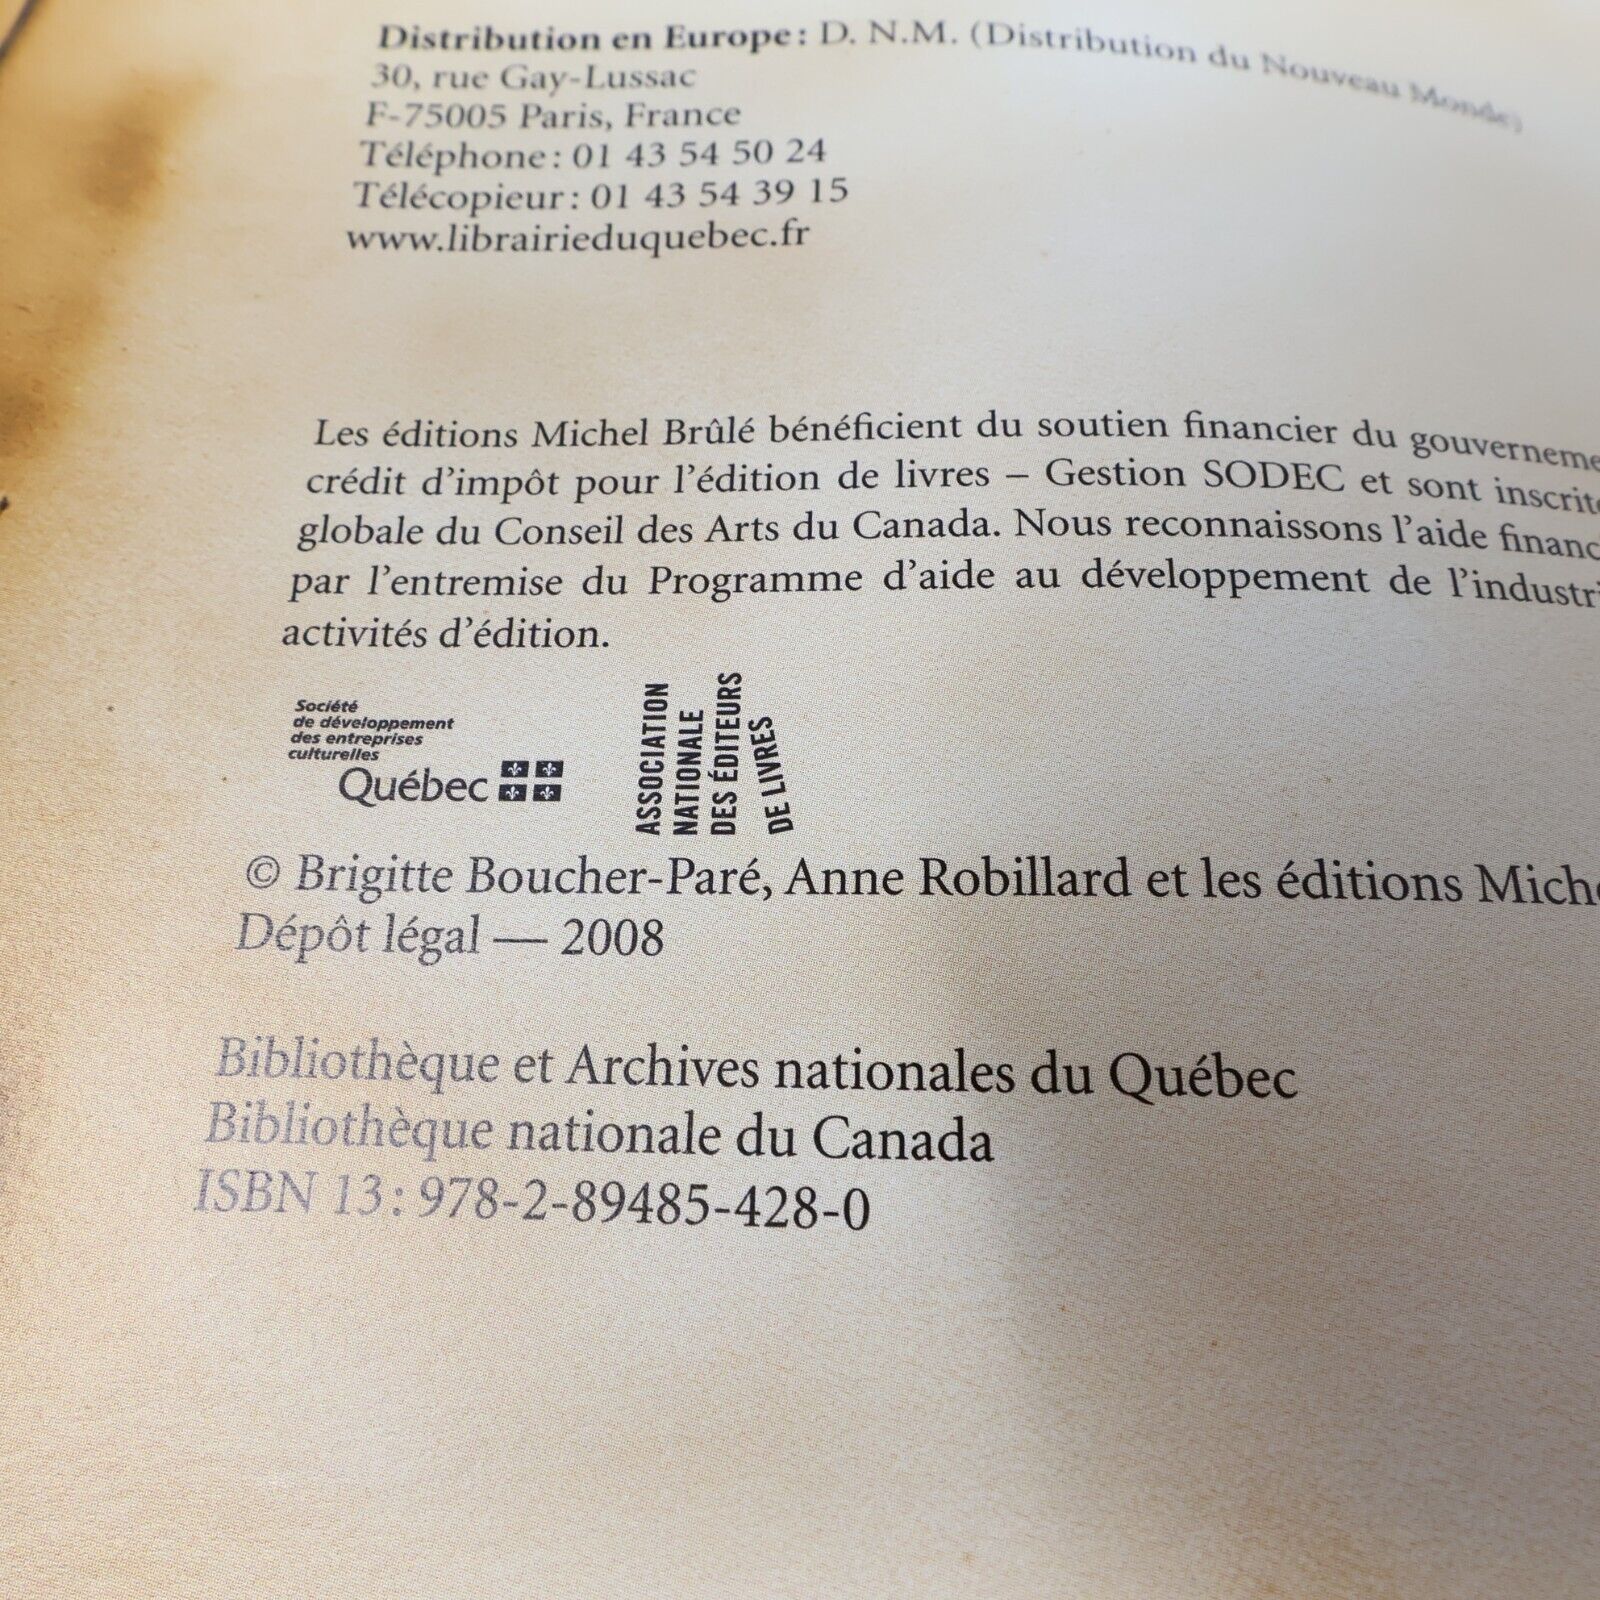 Distribution en Europe : D. N.M. (Distribution du Nouveau Monde)
30, rue Gay-Lussac
F-75005 Paris, France
Téléphone : 01 43 54 50 24
Télécopieur : 01 43 54 39 15
www.librairieduquebec.fr
Les éditions Michel Brûlé bénéficient du soutien financier du gouverneme
crédit d’impôt pour l’édition de livres – Gestion SODEC et sont inscrite
globale du Conseil des Arts du Canada. Nous reconnaissons l’aide financ
par l’entremise du Programme d’aide au développement de l’industri
activités d’édition.
Société
de développement
des entreprises
culturelles
Québec
ASSOCIATION
NATIONALE
DES ÉDITEURS
DE LIVRES
© Brigitte Boucher-Paré, Anne Robillard et les éditions Miche
Dépôt légal — 2008
Bibliothèque et Archives nationales du Québec
Bibliothèque nationale du Canada
ISBN 13 : 978-2-89485-428-0